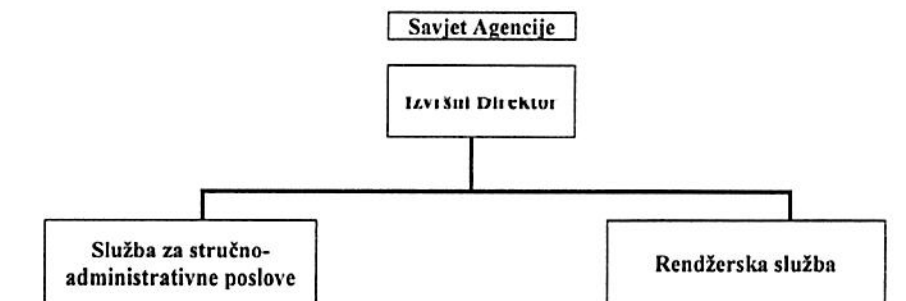 Savjet Agencije
Izvršni Direktor
Služba za stručno-
administrativne poslove
Rendžerska služba